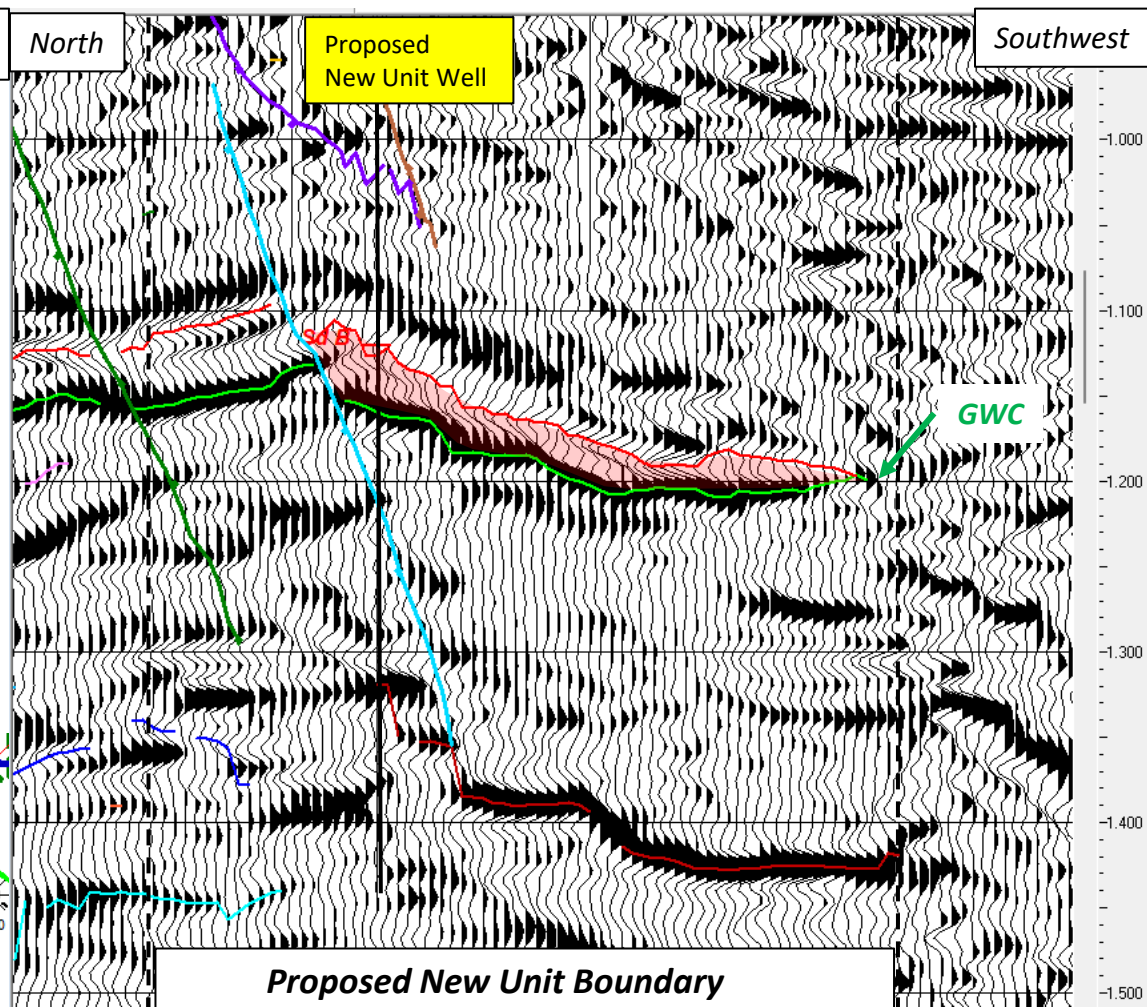 North
Proposed
New Unit Well
Southwest
-1.000
Sd B
-1.100
GWC
-1.200
-1.300
-1.400
Proposed New Unit Boundary
-1.500